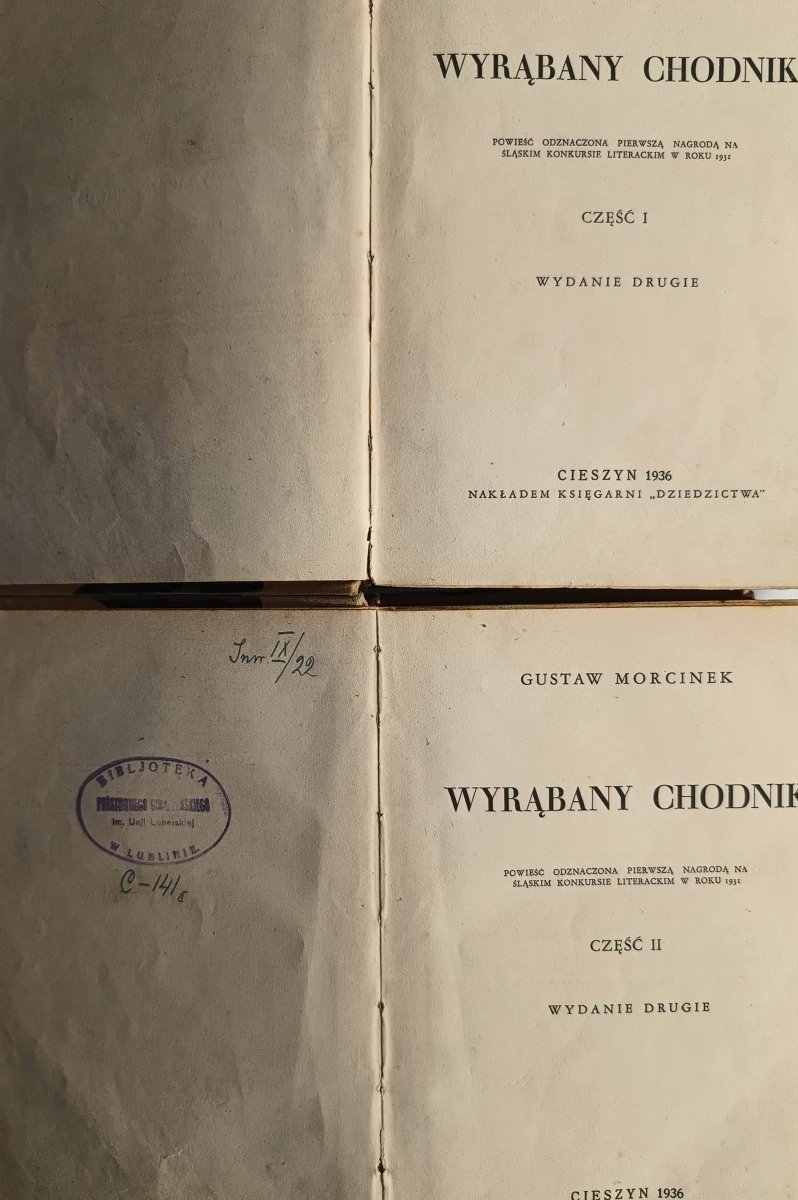 WYRĄBANY CHODNIK
POWIEŚĆ ODZNACZONA PIERWSZĄ NAGRODĄ NA
ŚLĄSKIM KONKURSIE LITERACKIM W ROKU 1931
CZĘŚĆ I
WYDANIE DRUGIE
CIESZYN 1936
NAKŁADEM KSIĘGARNI „DZIEDZICTWA"
Inw. IX/22
BIBLJOTEKA
im. Unji Lubelskiej
W LUBLINIE
C-141/II
GUSTAW MORCINEK
WYRĄBANY CHODNIK
POWIEŚĆ ODZNACZONA PIERWSZĄ NAGRODĄ NA
ŚLĄSKIM KONKURSIE LITERACKIM W ROKU 1931
CZĘŚĆ II
WYDANIE DRUGIE
CIESZYN 1936